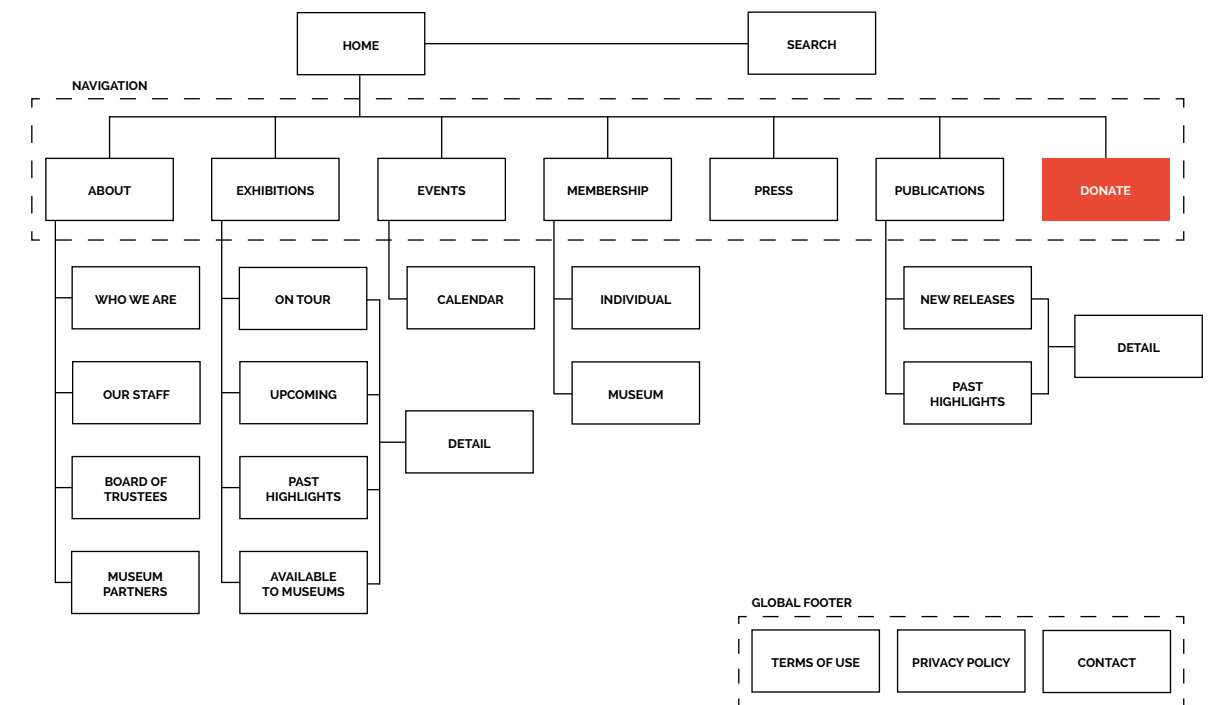 HOME
SEARCH
NAVIGATION
ABOUT
EXHIBITIONS
EVENTS
MEMBERSHIP
PRESS
PUBLICATIONS
DONATE
WHO WE ARE
ON TOUR
CALENDAR
INDIVIDUAL
NEW RELEASES
DETAIL
OUR STAFF
UPCOMING
MUSEUM
PAST
HIGHLIGHTS
DETAIL
BOARD OF
TRUSTEES
PAST
HIGHLIGHTS
MUSEUM
PARTNERS
AVAILABLE
TO MUSEUMS
GLOBAL FOOTER
TERMS OF USE
PRIVACY POLICY
CONTACT